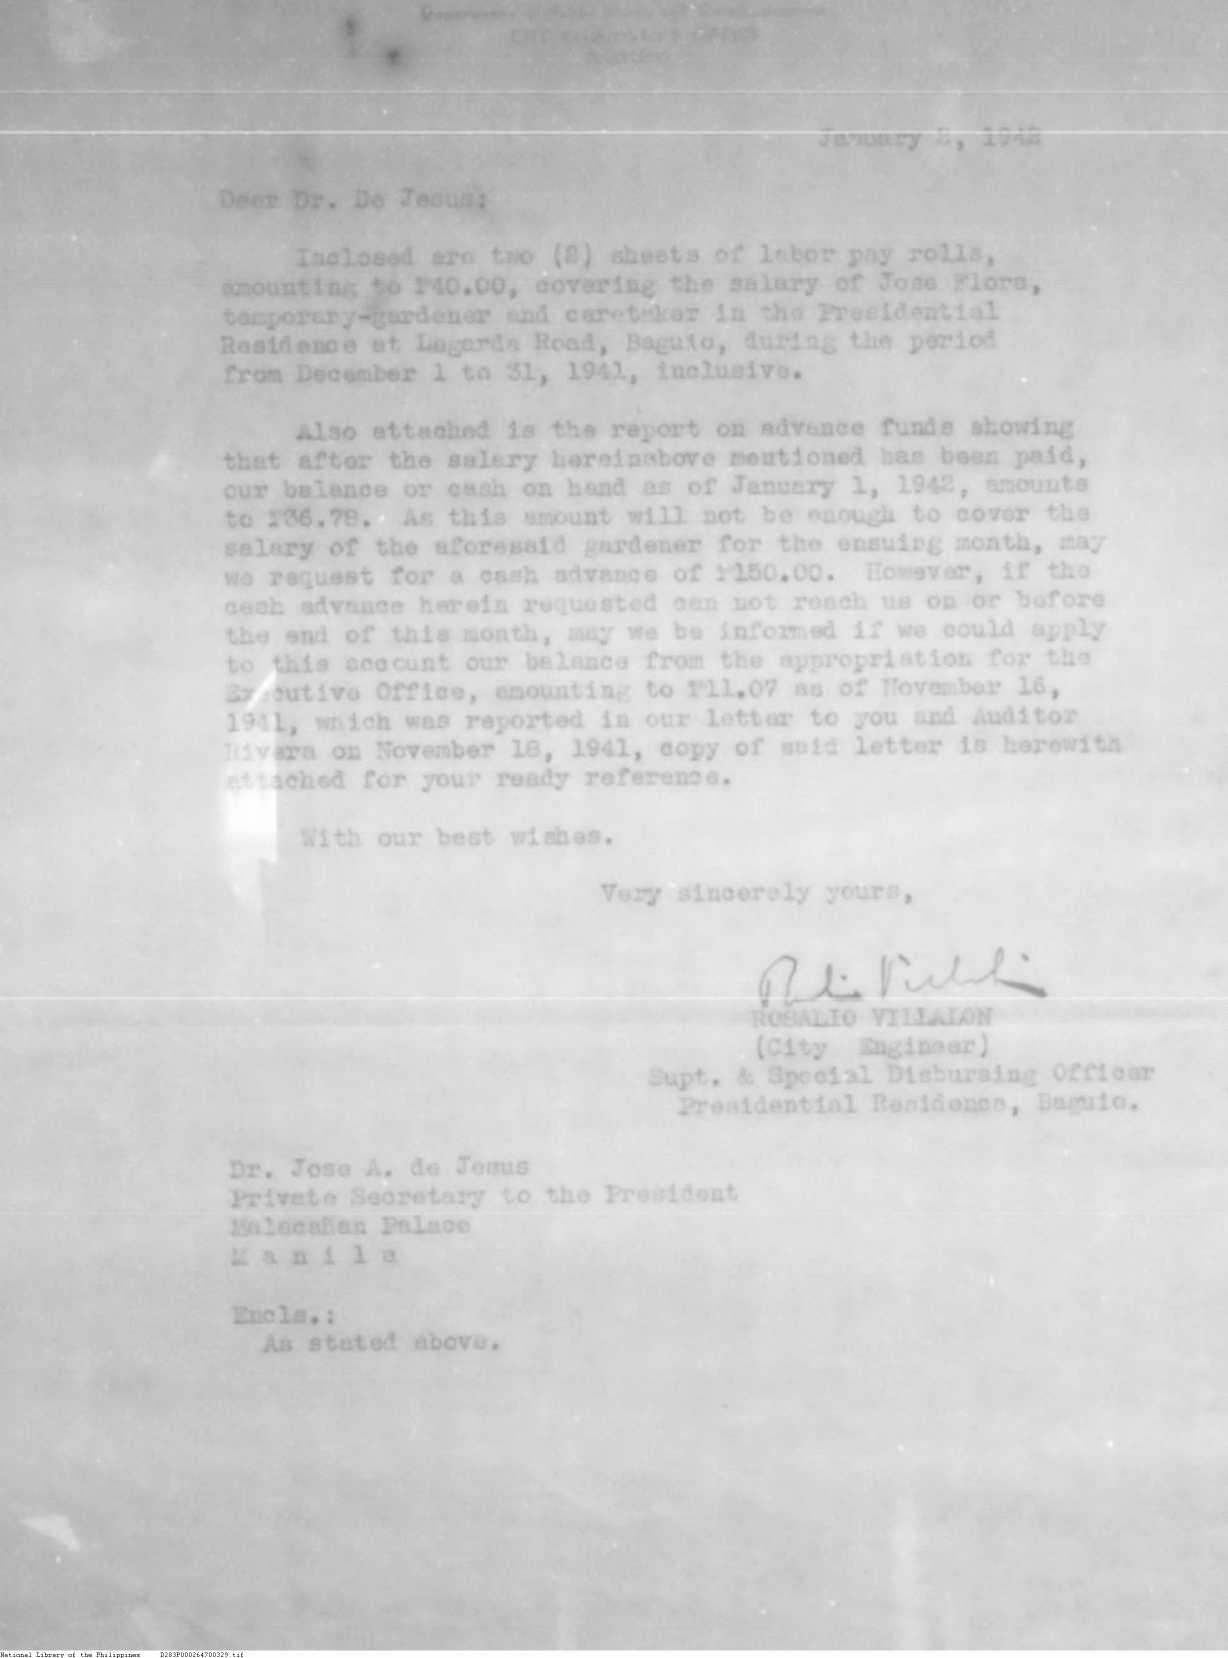 CITY ENGINEER'S OFFICE
January 2, 1942
Dear Dr. De Jesus:
Inclosed are two (2) sheets of labor pay rolls,
amounting to ₱40.00, covering the salary of Jose Flora,
temporary-gardener and caretaker in the Presidential
Residence at Legarda Road, Baguio, during the period
from December 1 to 31, 1941, inclusive.
Also attached is the report on advance funds showing
that after the salary hereinabove mentioned has been paid,
our balance or cash on hand as of January 1, 1942, amounts
to ₱36.78. As this amount will not be enough to cover the
salary of the aforesaid gardener for the ensuing month, may
we request for a cash advance of ₱150.00. However, if the
cash advance herein requested can not reach us on or before
the end of this month, may we be informed if we could apply
to this account our balance from the appropriation for the
Executive Office, amounting to ₱11.07 as of November 16,
1941, which was reported in our letter to you and Auditor
Rivera on November 18, 1941, copy of said letter is herewith
attached for your ready reference.
With our best wishes.
Very sincerely yours,
ROSALIO VILLALON
(City Engineer)
Supt. & Special Disbursing Officer
Presidential Residence, Baguio.
Dr. Jose A. de Jesus
Private Secretary to the President
Malacañan Palace
M a n i l a
Encls.:
As stated above.
National Library of the Philippines D283P000264700329.tif